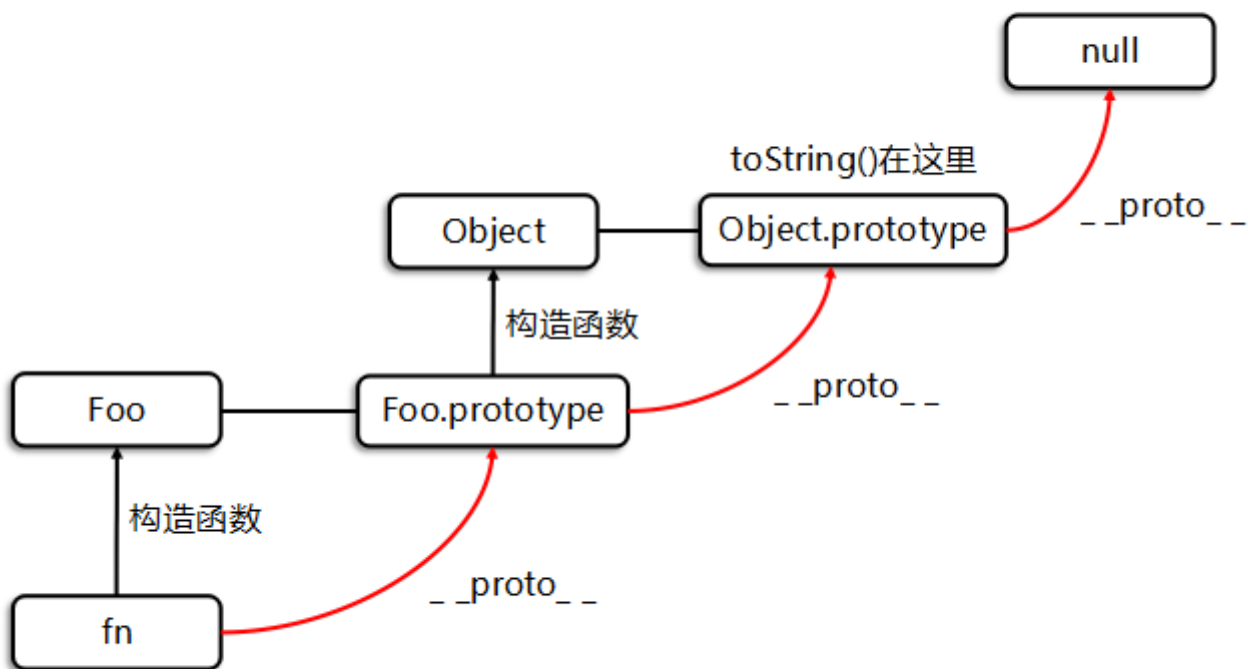 null
toString()在这里
Object
Object.prototype
_ _proto_ _
构造函数
Foo
Foo.prototype
_ _proto_ _
构造函数
_ _proto_ _
fn